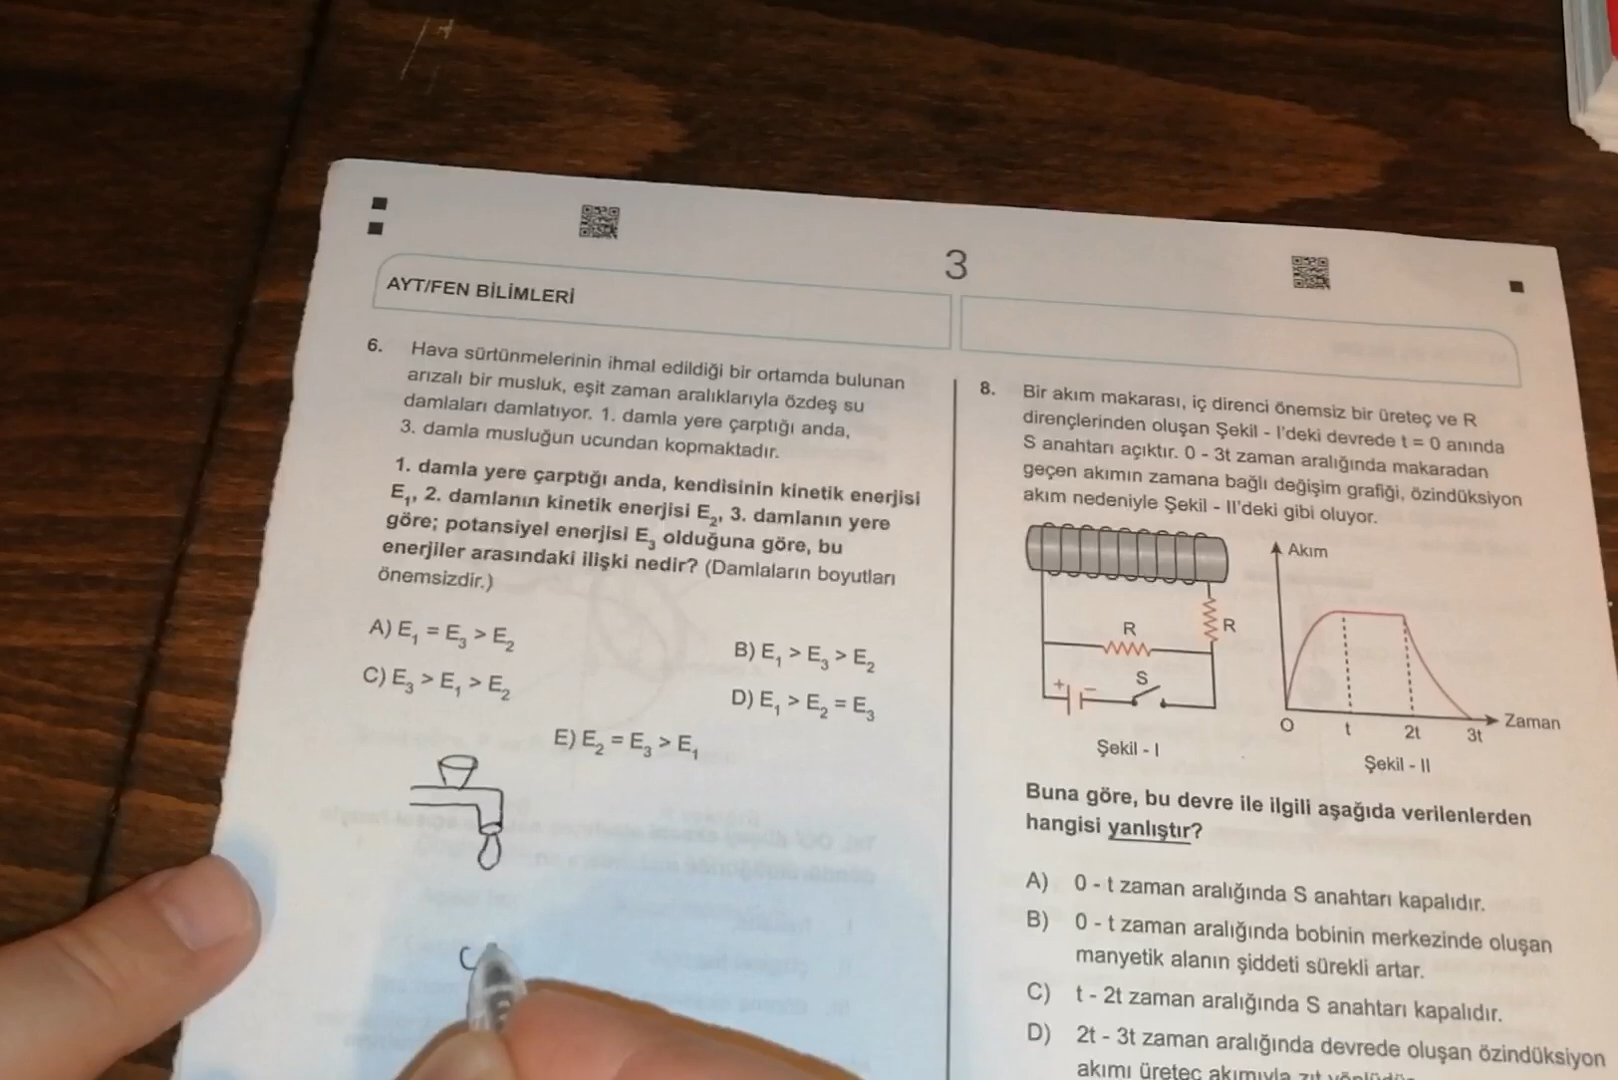 3
AYT/FEN BİLİMLERİ
6. Hava sürtünmelerinin ihmal edildiği bir ortamda bulunan
arızalı bir musluk, eşit zaman aralıklarıyla özdeş su
damlaları damlatıyor. 1. damla yere çarptığı anda,
3. damla musluğun ucundan kopmaktadır.
1. damla yere çarptığı anda, kendisinin kinetik enerjisi
E₁, 2. damlanın kinetik enerjisi E₂, 3. damlanın yere
göre; potansiyel enerjisi E₃ olduğuna göre, bu
enerjiler arasındaki ilişki nedir? (Damlaların boyutları
önemsizdir.)
A) E₁ = E₃ > E₂
B) E₁ > E₃ > E₂
C) E₃ > E₁ > E₂
D) E₁ > E₂ = E₃
E) E₂ = E₃ > E₁
8. Bir akım makarası, iç direnci önemsiz bir üreteç ve R
dirençlerinden oluşan Şekil - I'deki devrede t = 0 anında
S anahtarı açıktır. 0 - 3t zaman aralığında makaradan
geçen akımın zamana bağlı değişim grafiği, özindüksiyon
akım nedeniyle Şekil - II'deki gibi oluyor.
R
R
+ −
S
Şekil - I
Akım
O t 2t 3t Zaman
Şekil - II
Buna göre, bu devre ile ilgili aşağıda verilenlerden
hangisi yanlıştır?
A) 0 - t zaman aralığında S anahtarı kapalıdır.
B) 0 - t zaman aralığında bobinin merkezinde oluşan
manyetik alanın şiddeti sürekli artar.
C) t - 2t zaman aralığında S anahtarı kapalıdır.
D) 2t - 3t zaman aralığında devrede oluşan özindüksiyon
akımı üreteç akımıyla zıt